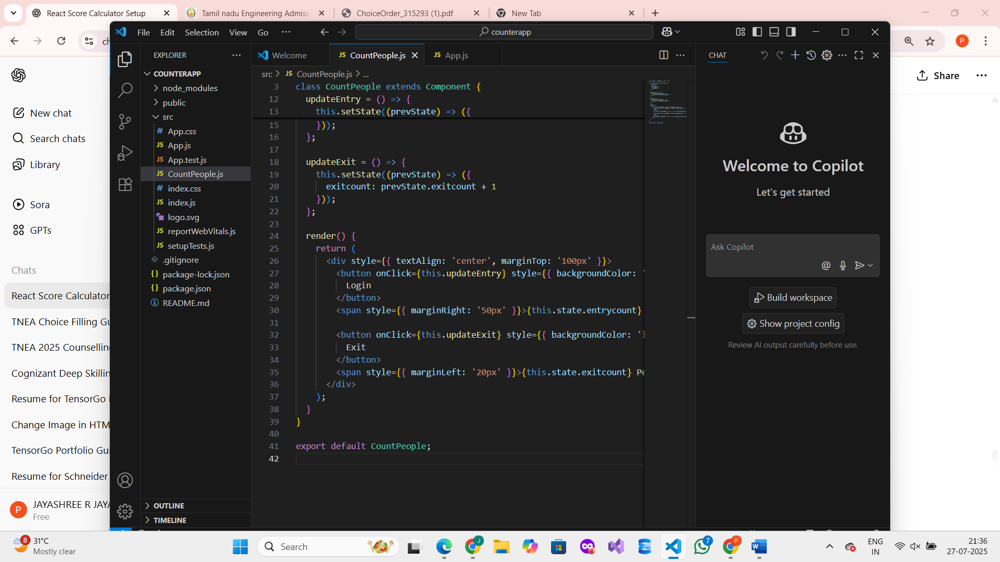 React Score Calculator Setup
Tamil nadu Engineering Admiss
ChoiceOrder_315293 (1).pdf
New Tab
ch
P
File Edit Selection View Go
counterapp
Share
New chat
Search chats
Library
Sora
GPTs
Chats
React Score Calculator
TNEA Choice Filling Gu
TNEA 2025 Counselling
Cognizant Deep Skillin
Resume for TensorGo
Change Image in HTM
TensorGo Portfolio Gui
Resume for Schneider
P
JAYASHREE R JAYA
Free
EXPLORER
COUNTERAPP
node_modules
public
src
# App.css
JS App.js
JS App.test.js
JS CountPeople.js
# index.css
JS index.js
logo.svg
JS reportWebVitals.js
JS setupTests.js
.gitignore
{} package-lock.json
{} package.json
README.md
OUTLINE
TIMELINE
Welcome
JS CountPeople.js
JS App.js
src > JS CountPeople.js > ...
3 class CountPeople extends Component {
12 updateEntry = () => {
13 this.setState((prevState) => ({
15 }));
16 };
17
18 updateExit = () => {
19 this.setState((prevState) => ({
20 exitcount: prevState.exitcount + 1
21 }));
22 };
23
24 render() {
25 return (
26 <div style={{ textAlign: 'center', marginTop: '100px' }}>
27 <button onClick={this.updateEntry} style={{ backgroundColor: '
28 Login
29 </button>
30 <span style={{ marginRight: '50px' }}>{this.state.entrycount}
31
32 <button onClick={this.updateExit} style={{ backgroundColor: 'l
33 Exit
34 </button>
35 <span style={{ marginLeft: '20px' }}>{this.state.exitcount} Pe
36 </div>
37 );
38 }
39 }
40
41 export default CountPeople;
42
CHAT
Welcome to Copilot
Let's get started
Ask Copilot
@
Build workspace
Show project config
Review AI output carefully before use.
8
31°C
Mostly clear
Search
J
7
P
ENG
IN
21:36
27-07-2025